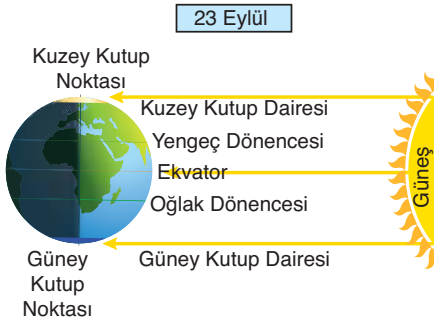 23 Eylül
Kuzey Kutup
Noktası
Kuzey Kutup Dairesi
Yengeç Dönencesi
Ekvator
Oğlak Dönencesi
Güney Kutup Dairesi
Güney
Kutup
Noktası
Güneş